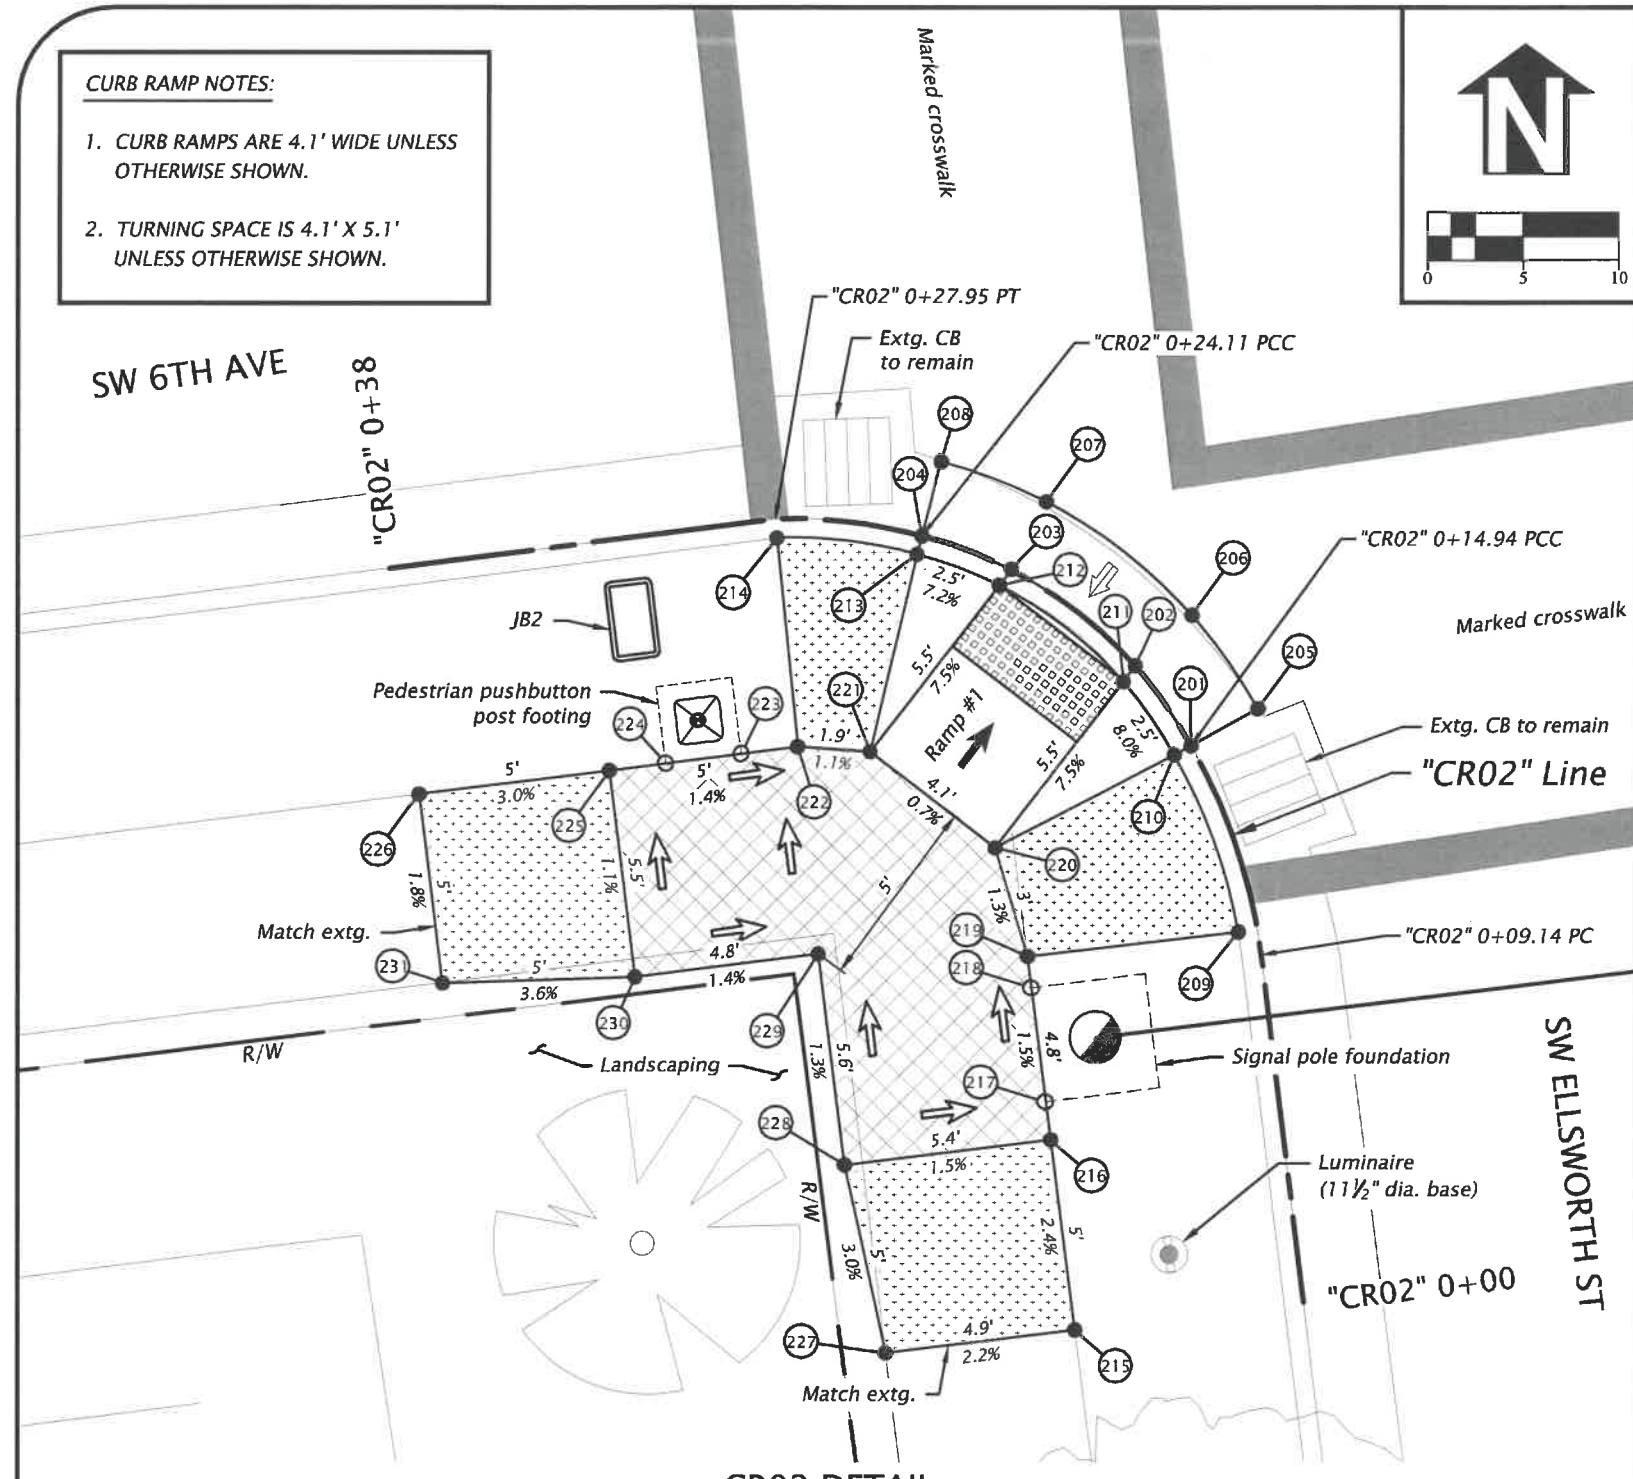 CURB RAMP NOTES:
1. CURB RAMPS ARE 4.1' WIDE UNLESS
OTHERWISE SHOWN.
2. TURNING SPACE IS 4.1' X 5.1'
UNLESS OTHERWISE SHOWN.
N
0 5 10
Marked crosswalk
"CR02" 0+27.95 PT
Extg. CB
to remain
"CR02" 0+24.11 PCC
SW 6TH AVE
"CR02" 0+38
208
207
204
203
"CR02" 0+14.94 PCC
206
212
2.5'
7.2%
214
213
211
202
JB2
Marked crosswalk
205
5.5'
7.5%
201
Pedestrian pushbutton
post footing
224
223
221
Ramp #1
2.5'
8.0%
Extg. CB to remain
"CR02" Line
1.9'
1.1%
5.5'
7.5%
5'
3.0%
5'
1.4%
4.1'
0.7%
222
225
210
226
220
5.5'
1.1%
5'
5'
1.8%
3'
1.3%
Match extg.
219
"CR02" 0+09.14 PC
231
4.8'
1.4%
218
5'
3.6%
209
230
229
R/W
Landscaping
5.6'
1.3%
4.8'
1.5%
Signal pole foundation
217
SW ELLSWORTH ST
228
5.4'
1.5%
216
Luminaire
(11½" dia. base)
R/W
5'
3.0%
5'
2.4%
"CR02" 0+00
227
4.9'
2.2%
215
Match extg.